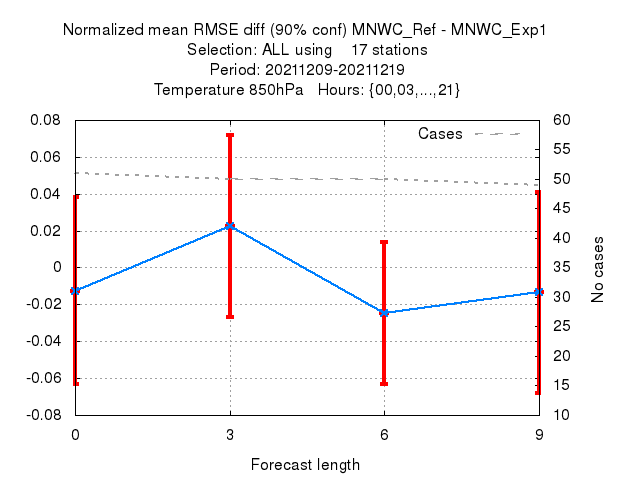 Normalized mean RMSE diff (90% conf) MNWC_Ref - MNWC_Exp1
Selection: ALL using    17 stations
Period: 20211209-20211219
Temperature 850hPa   Hours: {00,03,...,21}
Cases
0.08
0.06
0.04
0.02
0
-0.02
-0.04
-0.06
-0.08
60
55
50
45
40
35
30
25
20
15
10
No cases
0 3 6 9
Forecast length